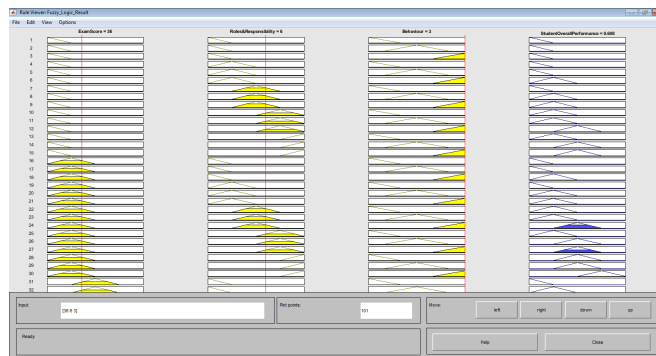 Rule Viewer: Fuzzy_Logic_Result
File Edit View Options
ExamScore = 36
Roles&Responsibility = 6
Behaviour = 3
StudentOverallPerformance = 0.608
1
2
3
4
5
6
7
8
9
10
11
12
13
14
15
16
17
18
19
20
21
22
23
24
25
26
27
28
29
30
31
32
Input:
[36 6 3]
Plot points:
101
Move:
left
right
down
up
Ready
Help
Close